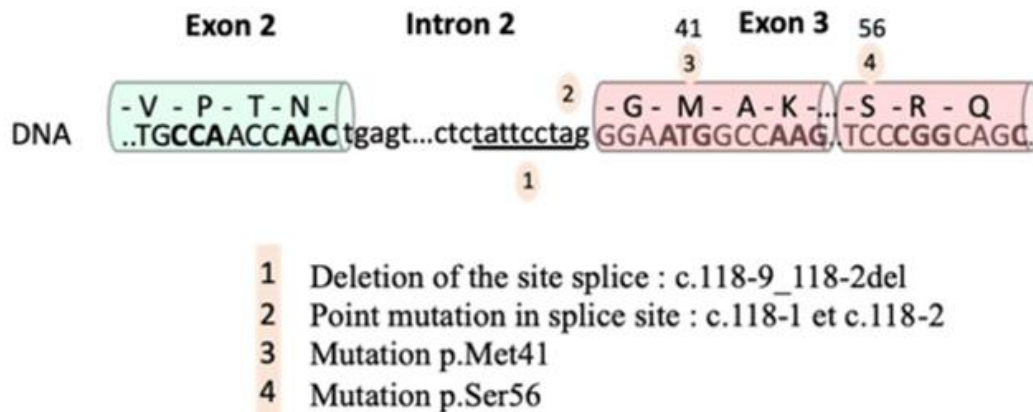 Exon 2 Intron 2 41 Exon 3 56
3 4
2
- V - P - T - N - - G - M - A - K-... -S - R - Q
DNA ..TGCCAACCAACtgagt...ctctattcctag GGAATGGCCAAG..TCCCGGCAGC.
1
1 Deletion of the site splice : c.118-9_118-2del
2 Point mutation in splice site : c.118-1 et c.118-2
3 Mutation p.Met41
4 Mutation p.Ser56